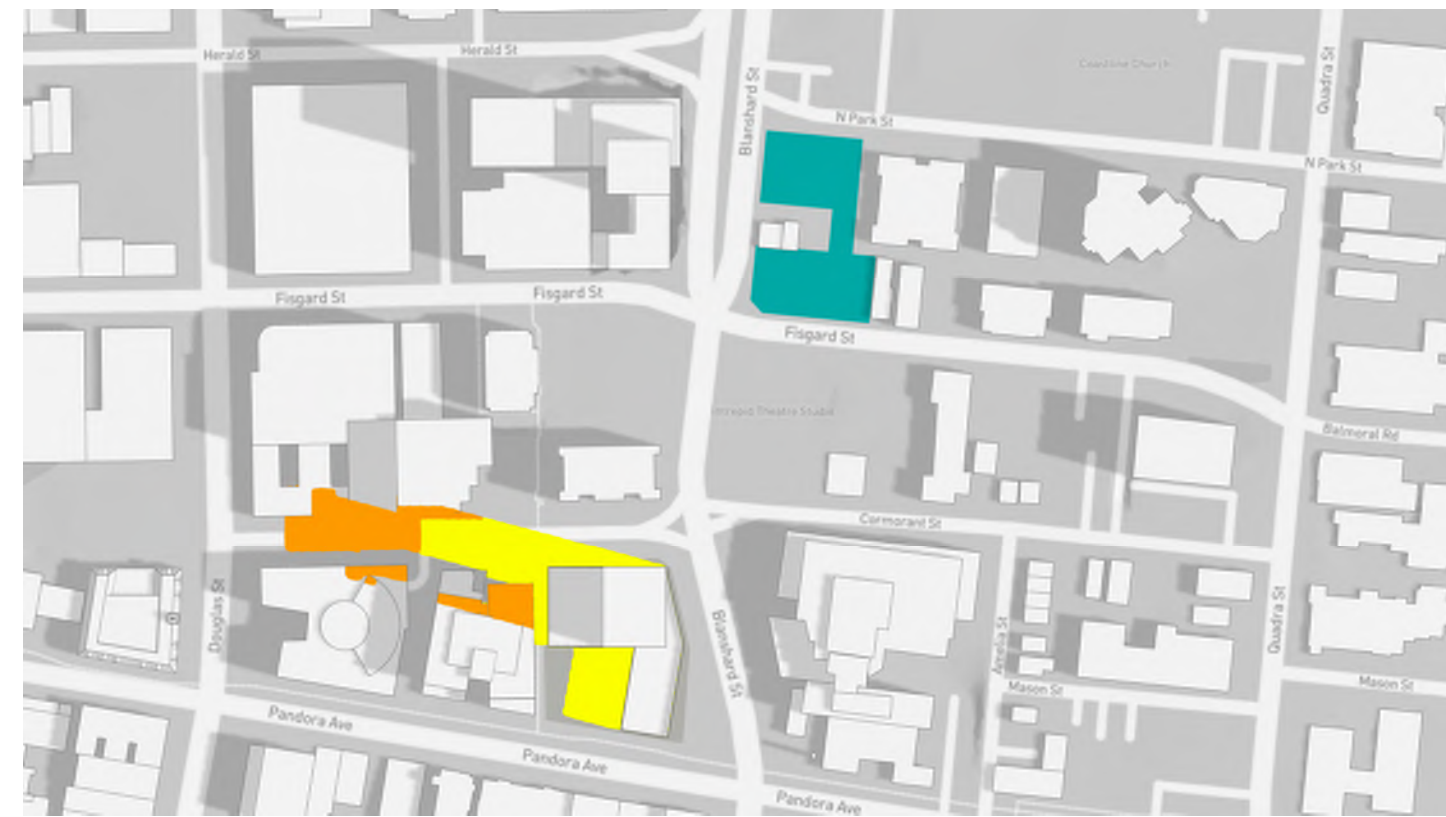 Herald St
Herald St
Coastline Church
Quadra St
Blanshard St
N Park St
N Park St
Fisgard St
Fisgard St
Fisgard St
Intrepid Theatre Studio
Balmoral Rd
Cormorant St
Douglas St
Blanshard St
Amelia St
Quadra St
Mason St
Mason St
Pandora Ave
Pandora Ave
Pandora Ave